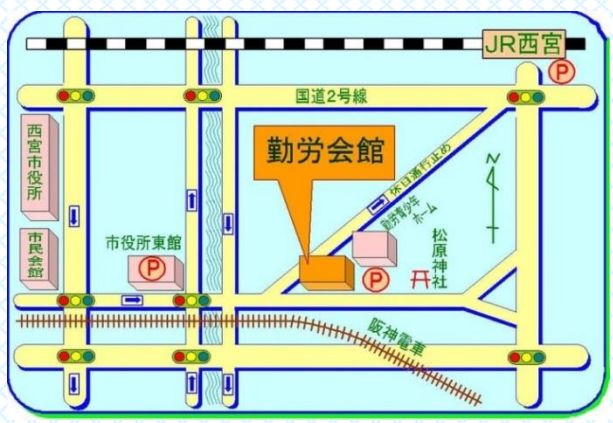 JR西宮
P
国道2号線
勤労会館
西宮市役所
休日通行止め
N
勤労青少年
ホーム
市民会館
市役所東館
P
P
松原神社
阪神電車